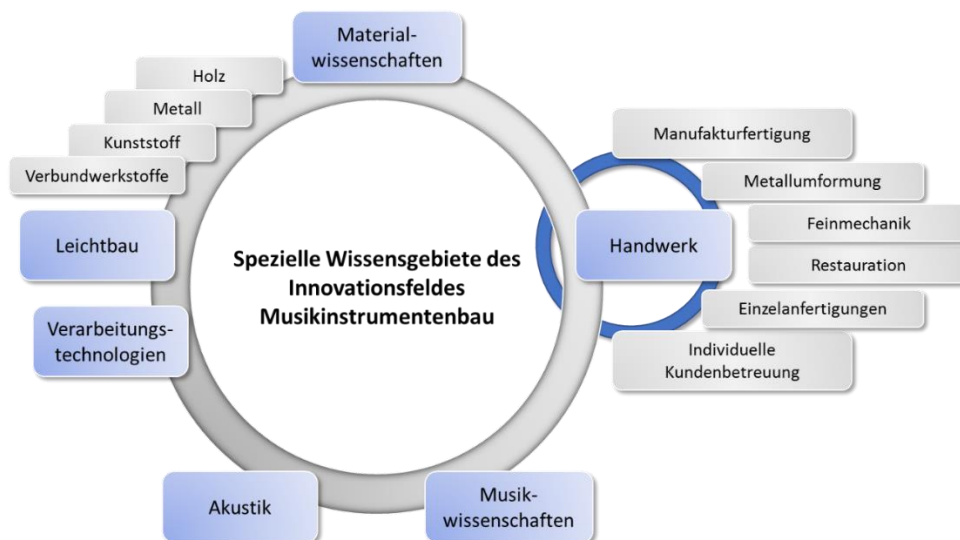 Material-
wissenschaften
Holz
Metall
Kunststoff
Verbundwerkstoffe
Leichtbau
Verarbeitungs-
technologien
Akustik
Musik-
wissenschaften
Spezielle Wissensgebiete des
Innovationsfeldes
Musikinstrumentenbau
Handwerk
Manufakturfertigung
Metallumformung
Feinmechanik
Restauration
Einzelanfertigungen
Individuelle
Kundenbetreuung